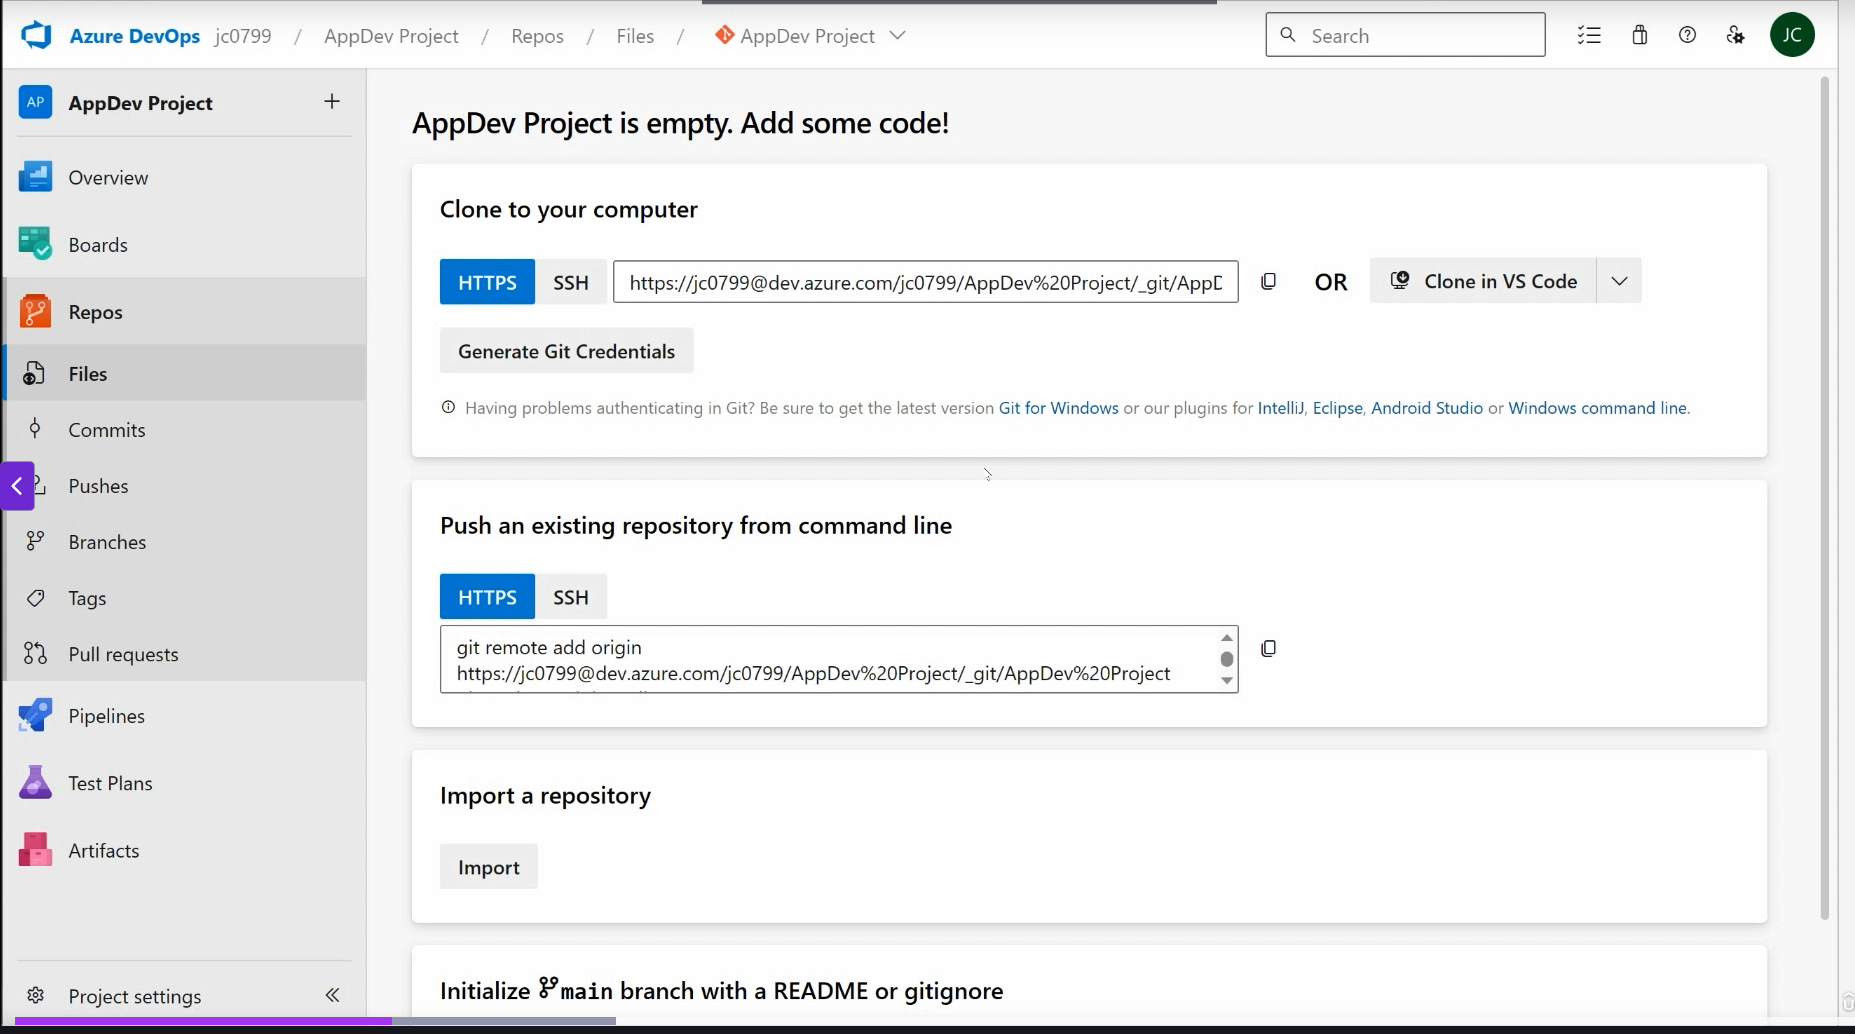 Azure DevOps jc0799 / AppDev Project / Repos / Files / AppDev Project
Search
JC
AP AppDev Project
Overview
Boards
Repos
Files
Commits
Pushes
Branches
Tags
Pull requests
Pipelines
Test Plans
Artifacts
Project settings
AppDev Project is empty. Add some code!
Clone to your computer
HTTPS SSH https://jc0799@dev.azure.com/jc0799/AppDev%20Project/_git/AppD OR Clone in VS Code
Generate Git Credentials
Having problems authenticating in Git? Be sure to get the latest version Git for Windows or our plugins for IntelliJ, Eclipse, Android Studio or Windows command line.
Push an existing repository from command line
HTTPS SSH
git remote add origin
https://jc0799@dev.azure.com/jc0799/AppDev%20Project/_git/AppDev%20Project
Import a repository
Import
Initialize main branch with a README or gitignore